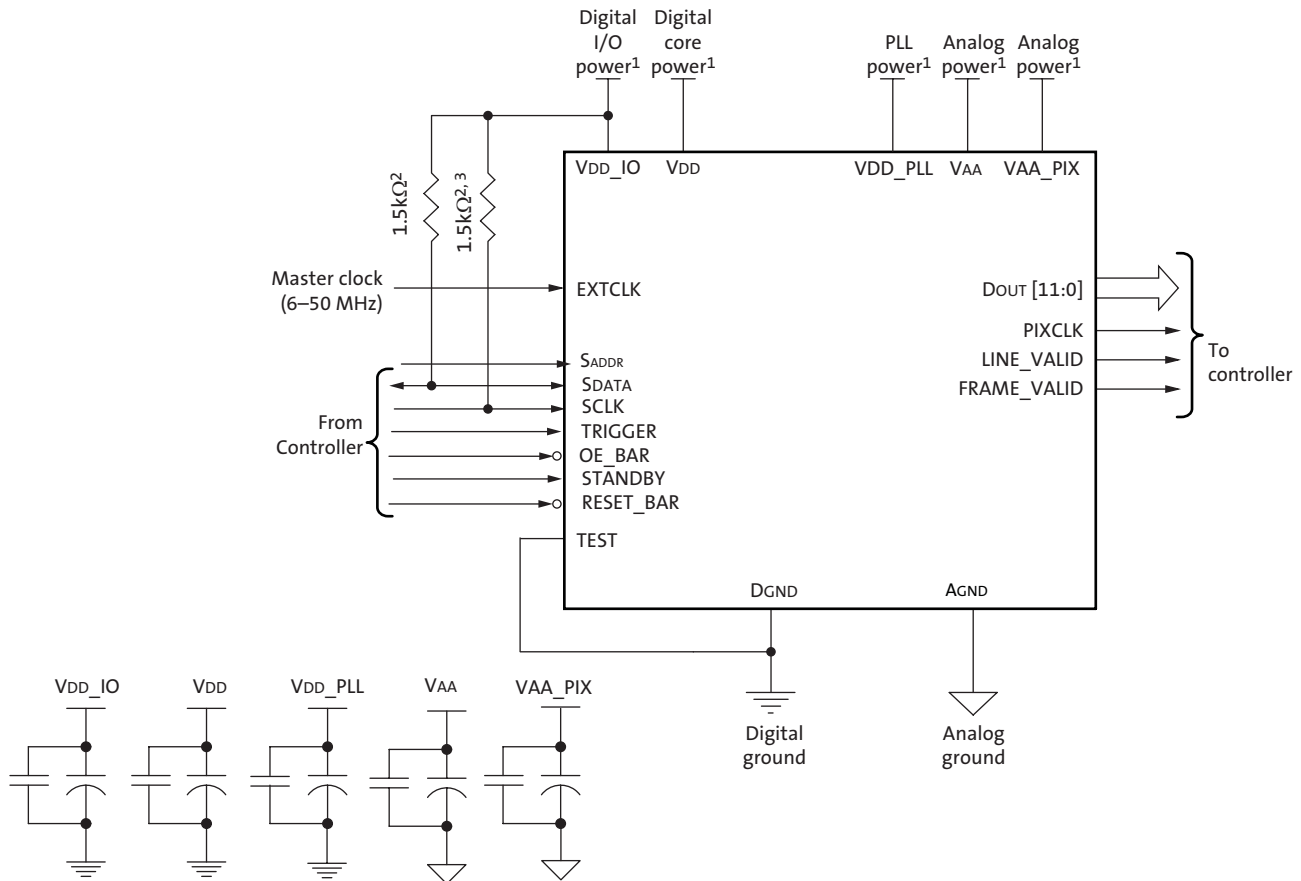 Digital
I/O
power1
Digital
core
power1
PLL
power1
Analog
power1
Analog
power1
VDD_IO
VDD
VDD_PLL
VAA
VAA_PIX
1.5kΩ2
1.5kΩ2, 3
Master clock
(6–50 MHz)
EXTCLK
DOUT [11:0]
PIXCLK
LINE_VALID
FRAME_VALID
To
controller
From
Controller
SADDR
SDATA
SCLK
TRIGGER
OE_BAR
STANDBY
RESET_BAR
TEST
DGND
AGND
Digital
ground
Analog
ground
VDD_IO
VDD
VDD_PLL
VAA
VAA_PIX